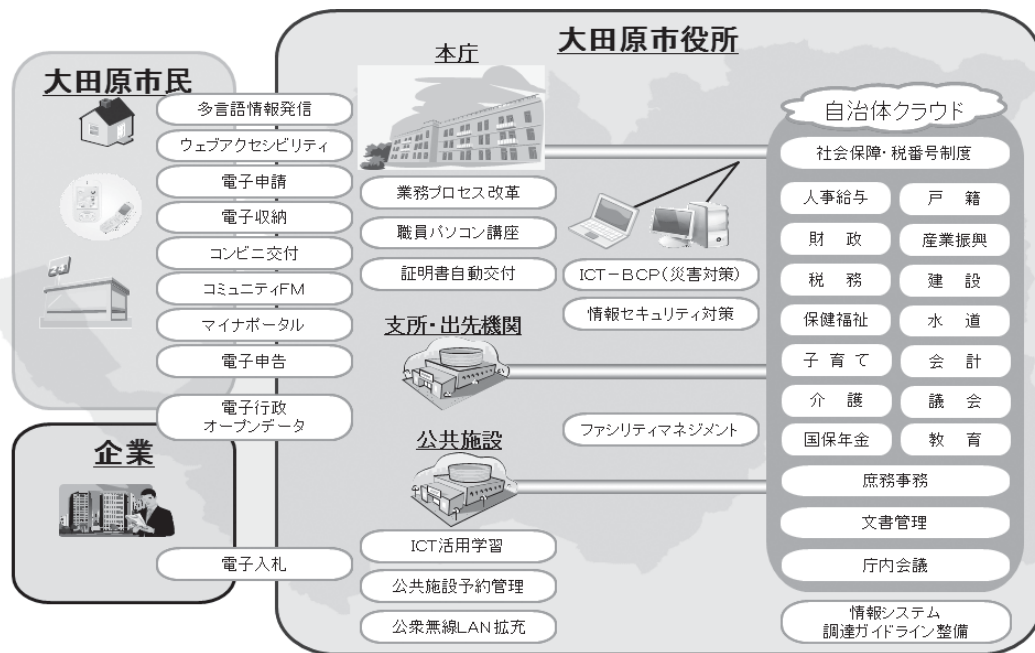 大田原市役所
大田原市民
多言語情報発信
ウェブアクセシビリティ
電子申請
電子収納
コンビニ交付
コミュニティFM
マイナポータル
電子申告
電子行政
オープンデータ
企業
電子入札
本庁
業務プロセス改革
職員パソコン講座
証明書自動交付
ICT-BCP(災害対策)
情報セキュリティ対策
支所・出先機関
ファシリティマネジメント
公共施設
ICT活用学習
公共施設予約管理
公衆無線LAN拡充
自治体クラウド
社会保障・税番号制度
人事給与 戸籍
財政 産業振興
税務 建設
保健福祉 水道
子育て 会計
介護 議会
国保年金 教育
庶務事務
文書管理
庁内会議
情報システム
調達ガイドライン整備